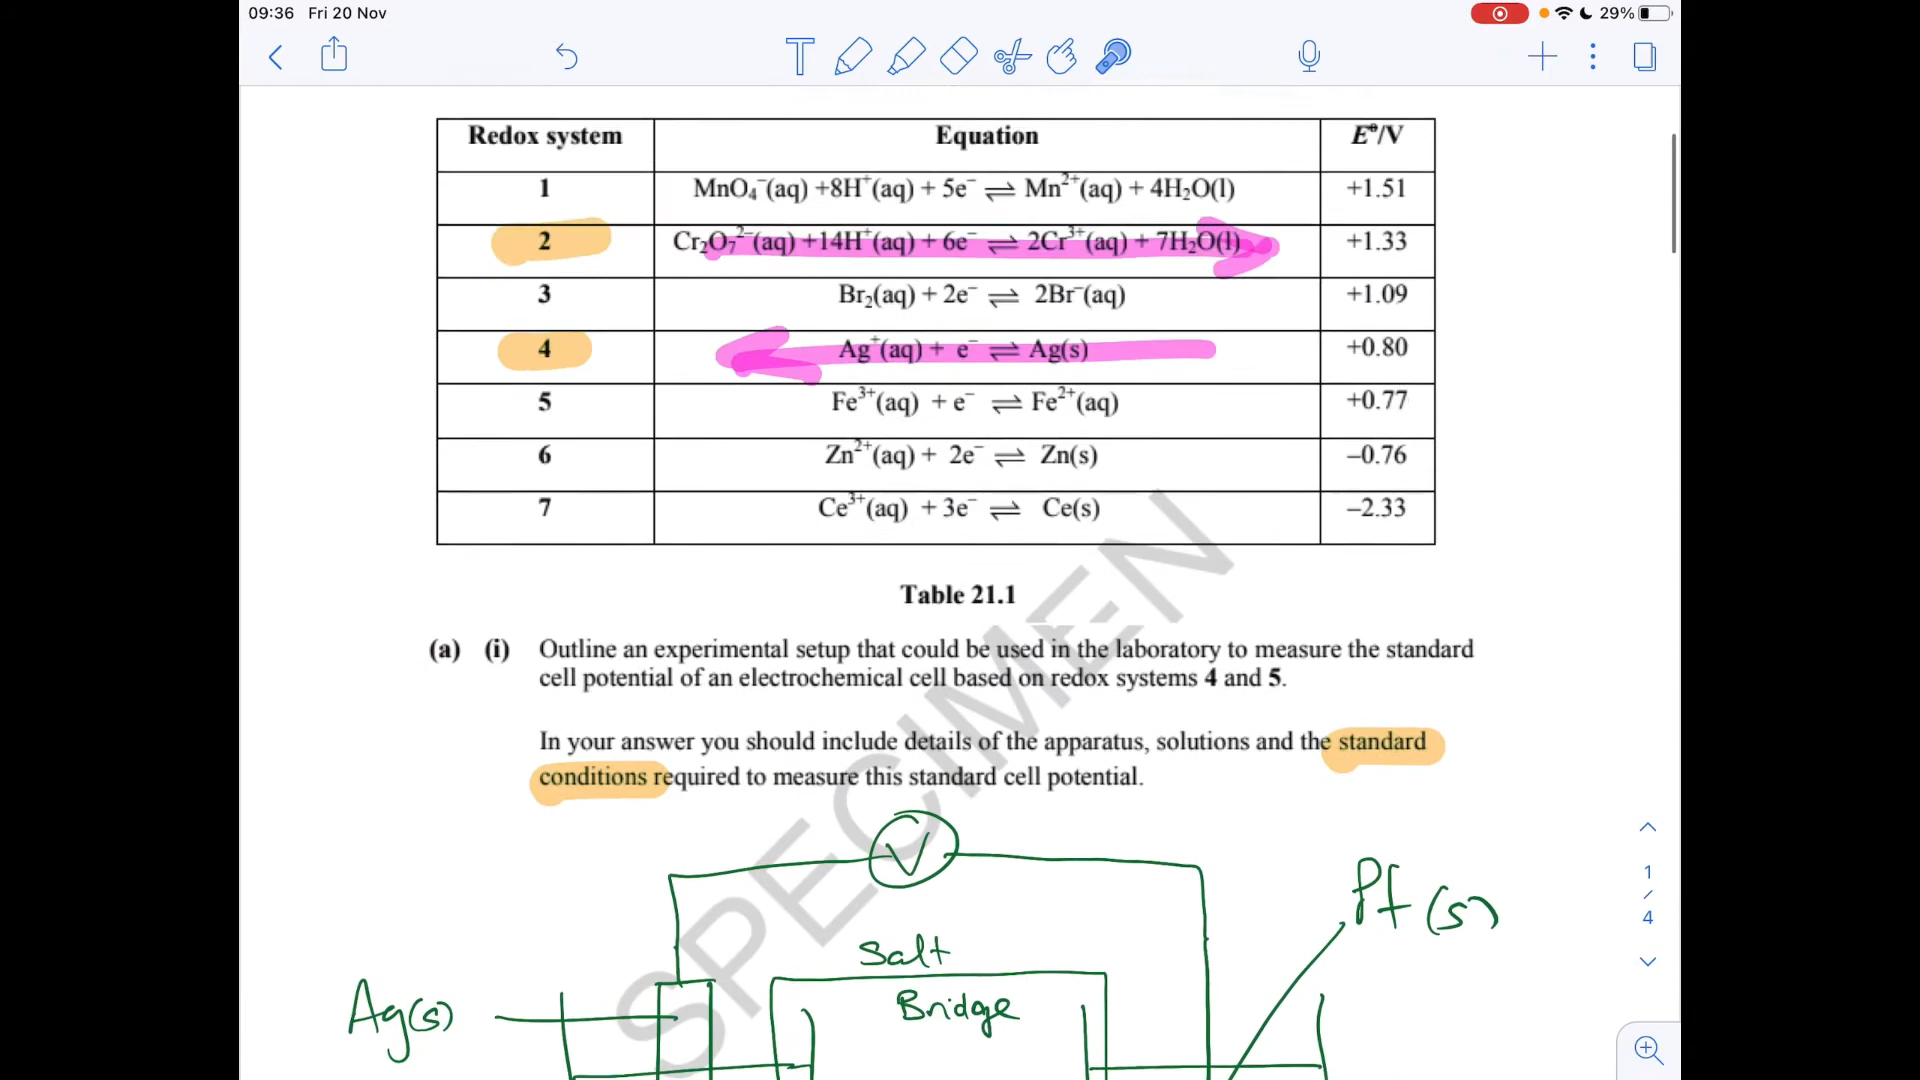 09:36 Fri 20 Nov
29%
Redox system Equation E⦵/V
1 MnO₄⁻(aq) +8H⁺(aq) + 5e⁻ ⇌ Mn²⁺(aq) + 4H₂O(l) +1.51
2 Cr₂O₇²⁻(aq) +14H⁺(aq) + 6e⁻ ⇌ 2Cr³⁺(aq) + 7H₂O(l) +1.33
3 Br₂(aq) + 2e⁻ ⇌ 2Br⁻(aq) +1.09
4 Ag⁺(aq) + e⁻ ⇌ Ag(s) +0.80
5 Fe³⁺(aq) + e⁻ ⇌ Fe²⁺(aq) +0.77
6 Zn²⁺(aq) + 2e⁻ ⇌ Zn(s) –0.76
7 Ce³⁺(aq) + 3e⁻ ⇌ Ce(s) –2.33
Table 21.1
(a) (i) Outline an experimental setup that could be used in the laboratory to measure the standard
cell potential of an electrochemical cell based on redox systems 4 and 5.
In your answer you should include details of the apparatus, solutions and the standard
conditions required to measure this standard cell potential.
SPECIMEN
V
Pt (s)
Salt
Bridge
Ag(s)
1
/
4